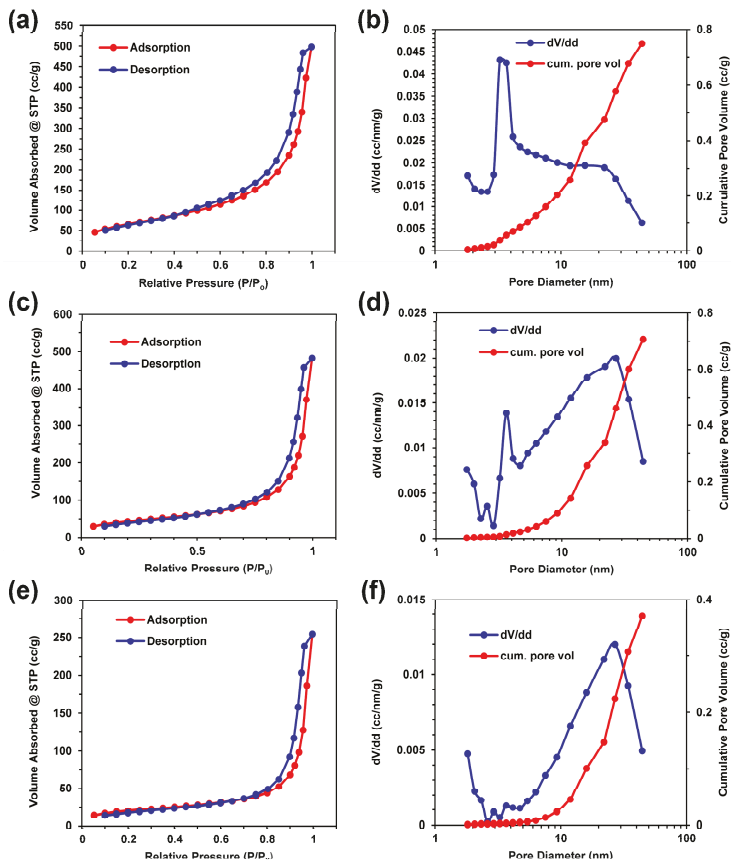 (a)
Volume Absorbed @ STP (cc/g)
550
500
450
400
350
300
250
200
150
100
50
0
Adsorption
Desorption
0.2
0.4
0.6
0.8
1
Relative Pressure (P/Po)
(b)
dV/dd (cc/nm/g)
0.05
0.045
0.04
0.035
0.03
0.025
0.02
0.015
0.01
0.005
0
dV/dd
cum. pore vol
0.8
0.6
0.4
0.2
0
Cumulative Pore Volume (cc/g)
1
10
100
Pore Diameter (nm)
(c)
Volume Absorbed @ STP (cc/g)
600
500
400
300
200
100
0
Adsorption
Desorption
0
0.5
1
Relative Pressure (P/P0)
(d)
dV/dd (cc/nm/g)
0.025
0.02
0.015
0.01
0.005
0
dV/dd
cum. pore vol
0.8
0.6
0.4
0.2
0
Cumulative Pore Volume (cc/g)
1
10
100
Pore Diameter (nm)
(e)
Volume Absorbed @ STP (cc/g)
300
250
200
150
100
50
0
Adsorption
Desorption
0
0.2
0.4
0.6
0.8
1
Relative Pressure (P/P0)
(f)
dV/dd (cc/nm/g)
0.015
0.01
0.005
0
dV/dd
cum. pore vol
0.4
0.2
0
Cumulative Pore Volume (cc/g)
1
10
100
Pore Diameter (nm)